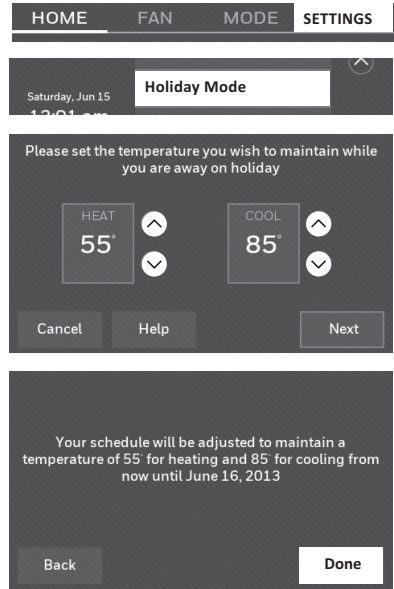 HOME FAN MODE SETTINGS
Holiday Mode
Saturday, Jun 15
Please set the temperature you wish to maintain while
you are away on holiday
HEAT COOL
55° 85°
Cancel Help Next
Your schedule will be adjusted to maintain a
temperature of 55° for heating and 85° for cooling from
now until June 16, 2013
Back Done